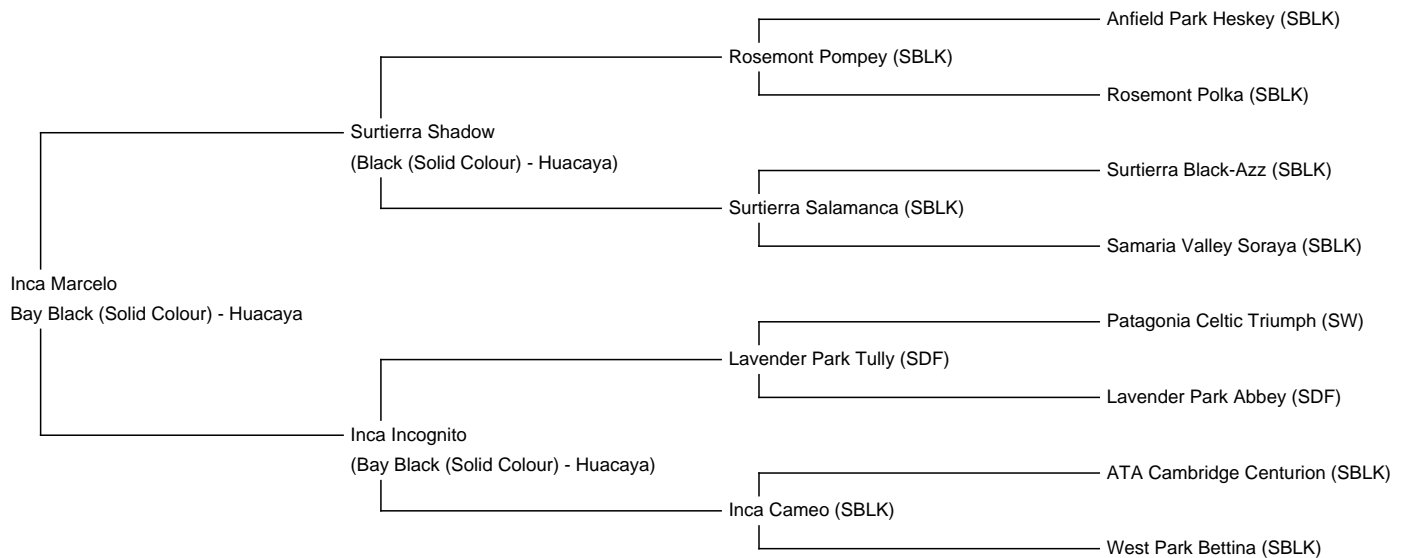 Anfield Park Heskey (SBLK)
Rosemont Pompey (SBLK)
Rosemont Polka (SBLK)
Surtierra Shadow
(Black (Solid Colour) - Huacaya)
Surtierra Black-Azz (SBLK)
Surtierra Salamanca (SBLK)
Samaria Valley Soraya (SBLK)
Inca Marcelo
Bay Black (Solid Colour) - Huacaya
Patagonia Celtic Triumph (SW)
Lavender Park Tully (SDF)
Lavender Park Abbey (SDF)
Inca Incognito
(Bay Black (Solid Colour) - Huacaya)
ATA Cambridge Centurion (SBLK)
Inca Cameo (SBLK)
West Park Bettina (SBLK)